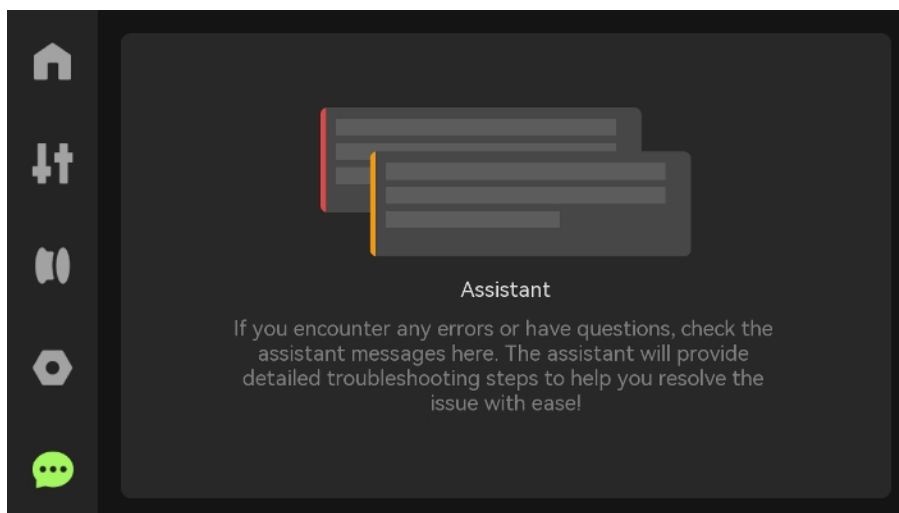 Assistant
If you encounter any errors or have questions, check the
assistant messages here. The assistant will provide
detailed troubleshooting steps to help you resolve the
issue with ease!